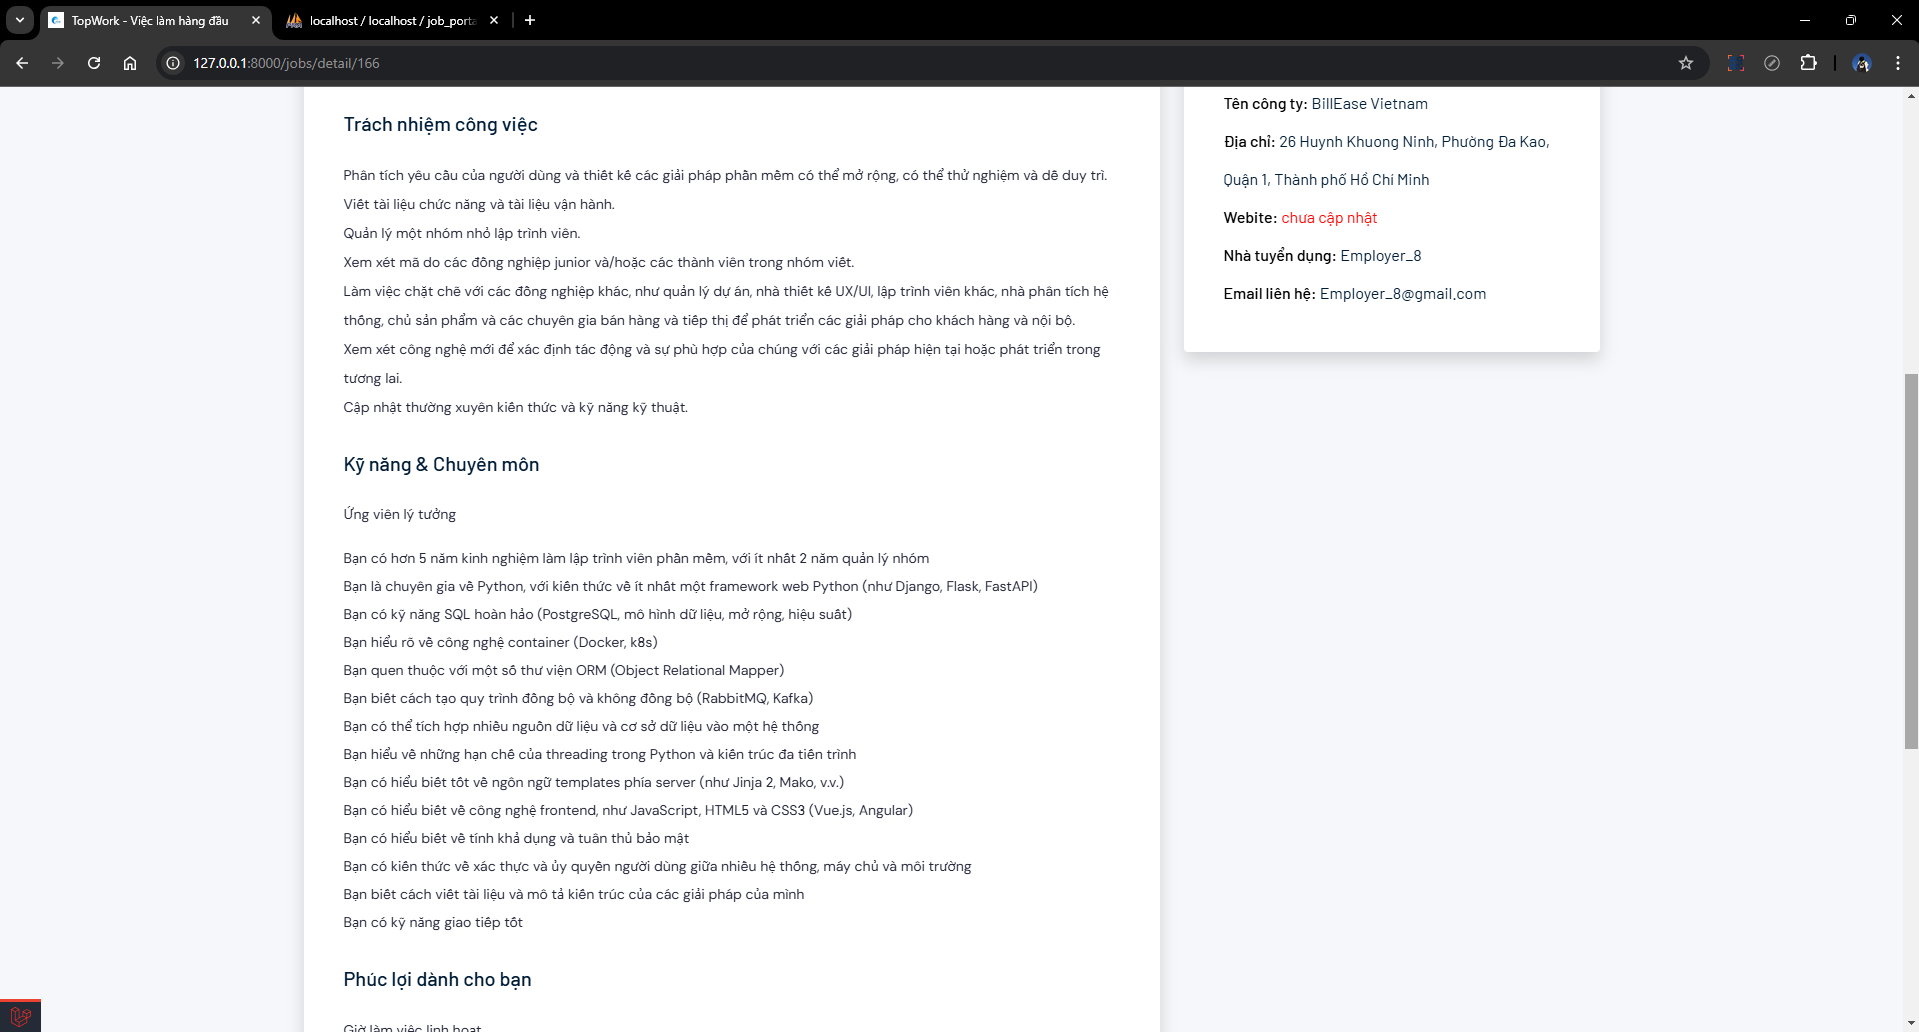 TopWork - Việc làm hàng đầu
localhost / localhost / job_porta
127.0.0.1:8000/jobs/detail/166
Trách nhiệm công việc
Phân tích yêu cầu của người dùng và thiết kế các giải pháp phần mềm có thể mở rộng, có thể thử nghiệm và dễ duy trì.
Viết tài liệu chức năng và tài liệu vận hành.
Quản lý một nhóm nhỏ lập trình viên.
Xem xét mã do các đồng nghiệp junior và/hoặc các thành viên trong nhóm viết.
Làm việc chặt chẽ với các đồng nghiệp khác, như quản lý dự án, nhà thiết kế UX/UI, lập trình viên khác, nhà phân tích hệ
thống, chủ sản phẩm và các chuyên gia bán hàng và tiếp thị để phát triển các giải pháp cho khách hàng và nội bộ.
Xem xét công nghệ mới để xác định tác động và sự phù hợp của chúng với các giải pháp hiện tại hoặc phát triển trong
tương lai.
Cập nhật thường xuyên kiến thức và kỹ năng kỹ thuật.
Kỹ năng & Chuyên môn
Ứng viên lý tưởng
Bạn có hơn 5 năm kinh nghiệm làm lập trình viên phần mềm, với ít nhất 2 năm quản lý nhóm
Bạn là chuyên gia về Python, với kiến thức về ít nhất một framework web Python (như Django, Flask, FastAPI)
Bạn có kỹ năng SQL hoàn hảo (PostgreSQL, mô hình dữ liệu, mở rộng, hiệu suất)
Bạn hiểu rõ về công nghệ container (Docker, k8s)
Bạn quen thuộc với một số thư viện ORM (Object Relational Mapper)
Bạn biết cách tạo quy trình đồng bộ và không đồng bộ (RabbitMQ, Kafka)
Bạn có thể tích hợp nhiều nguồn dữ liệu và cơ sở dữ liệu vào một hệ thống
Bạn hiểu về những hạn chế của threading trong Python và kiến trúc đa tiến trình
Bạn có hiểu biết tốt về ngôn ngữ templates phía server (như Jinja 2, Mako, v.v.)
Bạn có hiểu biết về công nghệ frontend, như JavaScript, HTML5 và CSS3 (Vue.js, Angular)
Bạn có hiểu biết về tính khả dụng và tuân thủ bảo mật
Bạn có kiến thức về xác thực và ủy quyền người dùng giữa nhiều hệ thống, máy chủ và môi trường
Bạn biết cách viết tài liệu và mô tả kiến trúc của các giải pháp của mình
Bạn có kỹ năng giao tiếp tốt
Phúc lợi dành cho bạn
Giờ làm việc linh hoạt
Tên công ty: BillEase Vietnam
Địa chỉ: 26 Huynh Khuong Ninh, Phường Đa Kao,
Quận 1, Thành phố Hồ Chí Minh
Webite: chưa cập nhật
Nhà tuyển dụng: Employer_8
Email liên hệ: Employer_8@gmail.com